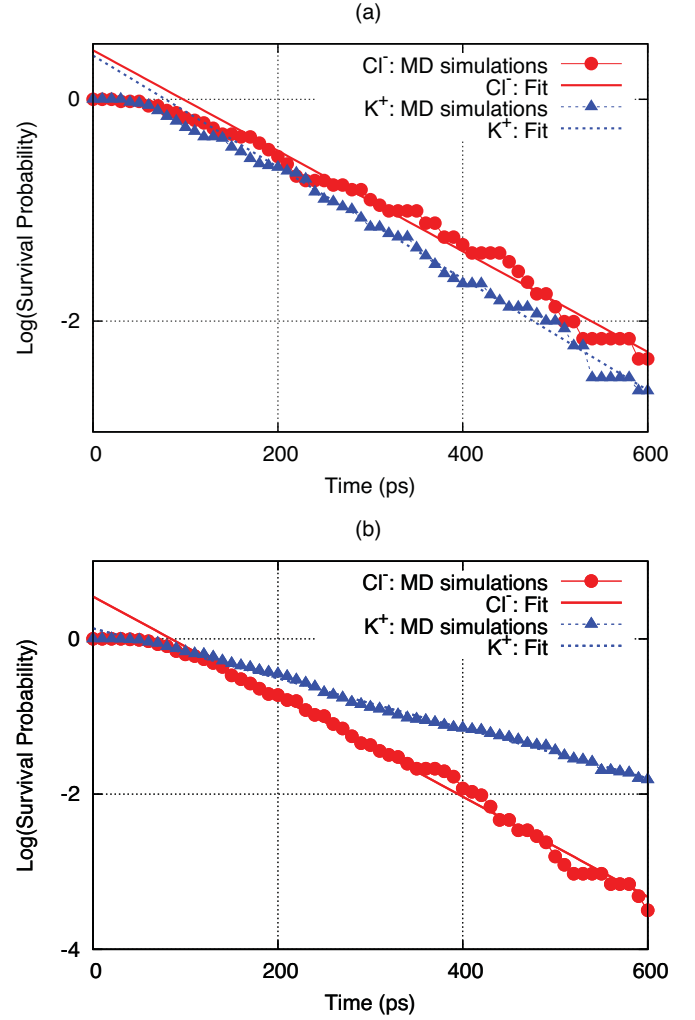 (a)
Cl⁻: MD simulations
Cl⁻: Fit
K⁺: MD simulations
K⁺: Fit
0
-2
Log(Survival Probability)
0 200 400 600
Time (ps)
(b)
Cl⁻: MD simulations
Cl⁻: Fit
K⁺: MD simulations
K⁺: Fit
0
-2
-4
Log(Survival Probability)
0 200 400 600
Time (ps)